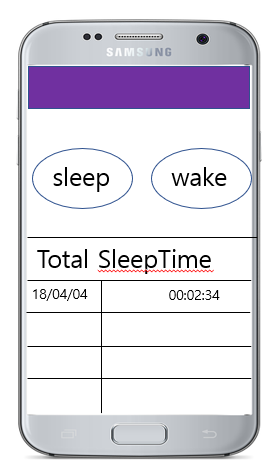 SAMSUNG
sleep wake
Total SleepTime
18/04/04 00:02:34